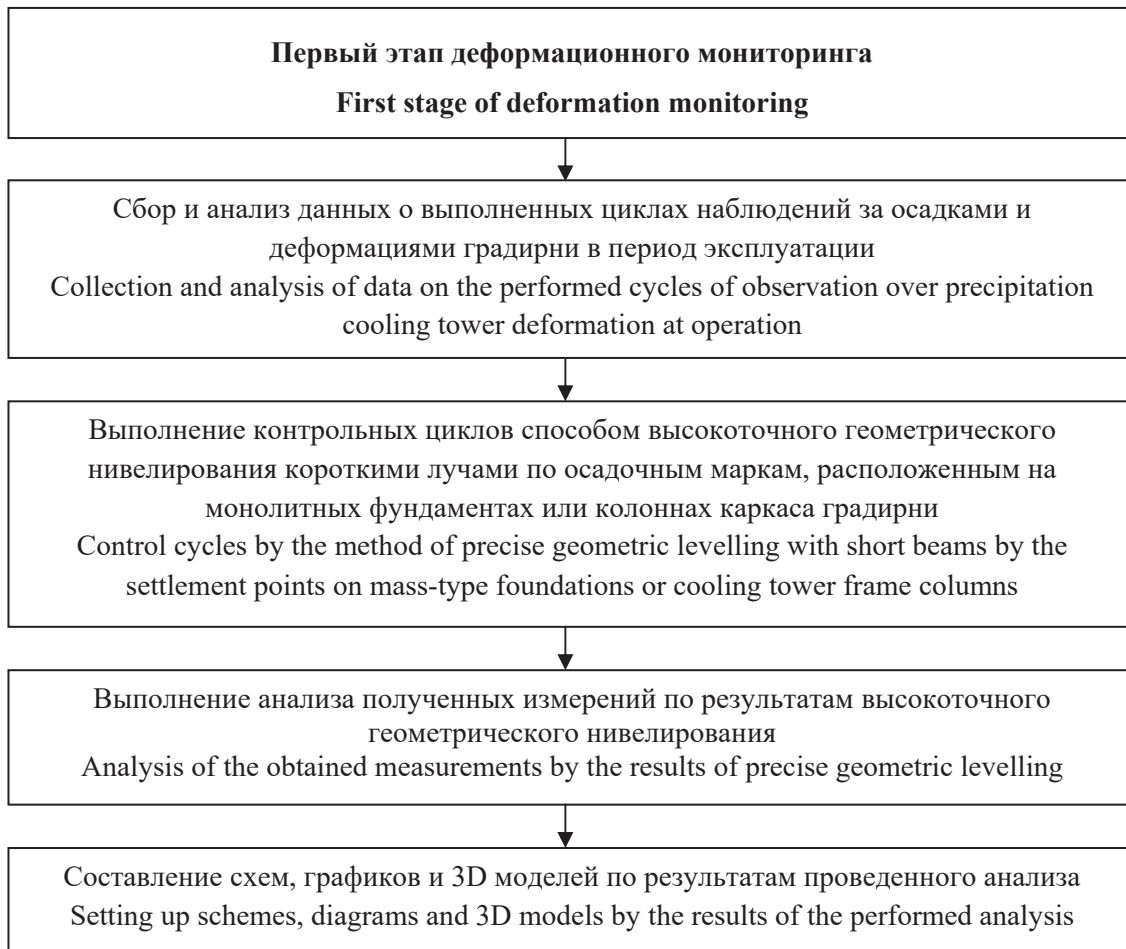 Первый этап деформационного мониторинга
First stage of deformation monitoring
Сбор и анализ данных о выполненных циклах наблюдений за осадками и
деформациями градирни в период эксплуатации
Collection and analysis of data on the performed cycles of observation over precipitation
cooling tower deformation at operation
Выполнение контрольных циклов способом высокоточного геометрического
нивелирования короткими лучами по осадочным маркам, расположенным на
монолитных фундаментах или колоннах каркаса градирни
Control cycles by the method of precise geometric levelling with short beams by the
settlement points on mass-type foundations or cooling tower frame columns
Выполнение анализа полученных измерений по результатам высокоточного
геометрического нивелирования
Analysis of the obtained measurements by the results of precise geometric levelling
Составление схем, графиков и 3D моделей по результатам проведенного анализа
Setting up schemes, diagrams and 3D models by the results of the performed analysis